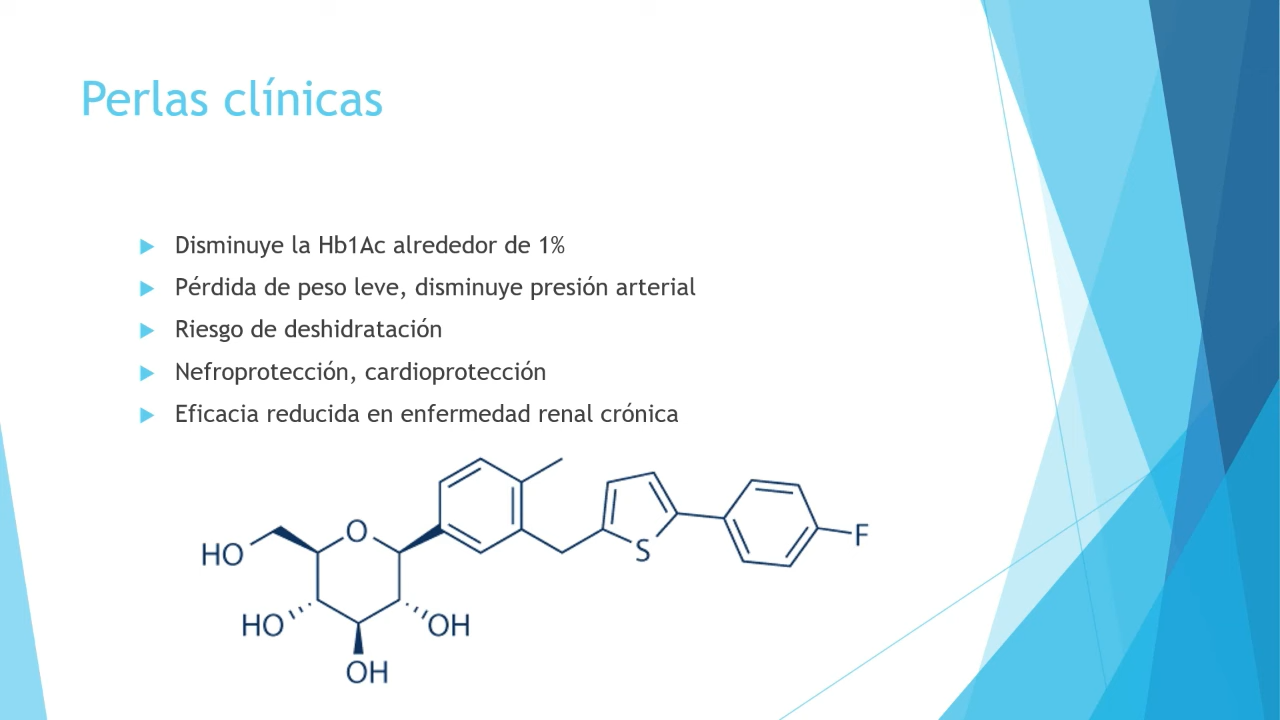 Perlas clínicas
Disminuye la Hb1Ac alrededor de 1%
Pérdida de peso leve, disminuye presión arterial
Riesgo de deshidratación
Nefroprotección, cardioprotección
Eficacia reducida en enfermedad renal crónica
O
F
HO
S
HO
OH
OH